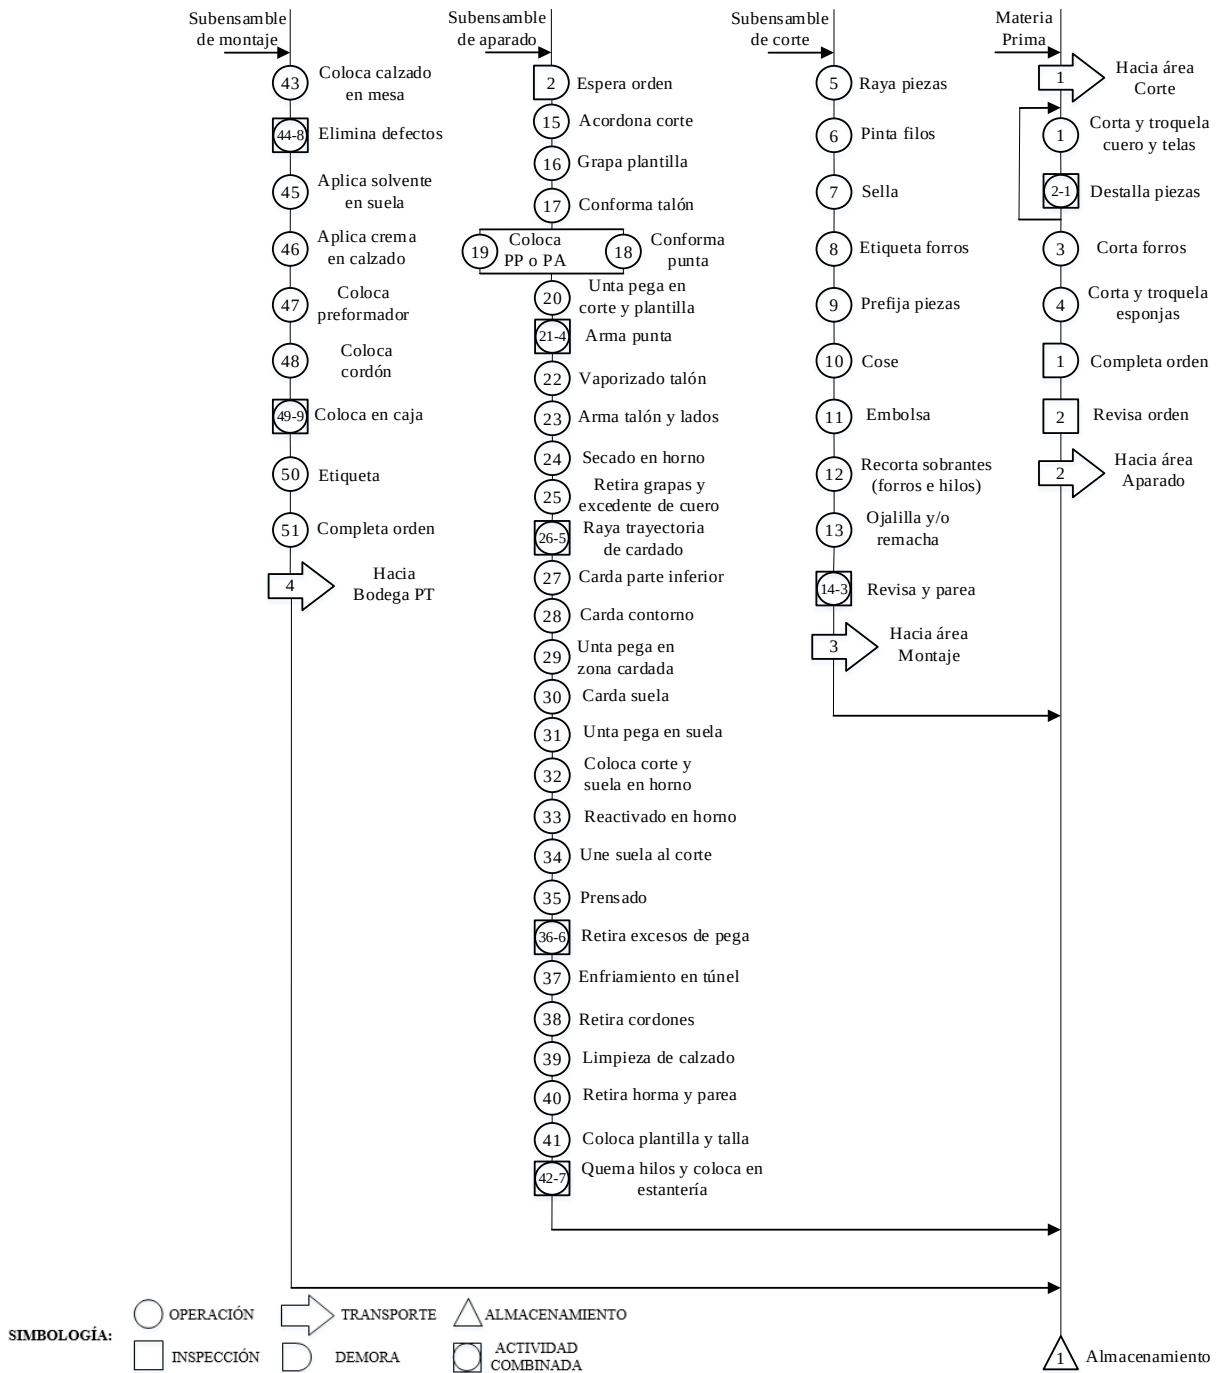 Subensamble
de montaje
43
Coloca calzado
en mesa
44-8
Elimina defectos
45
Aplica solvente
en suela
46
Aplica crema
en calzado
47
Coloca
preformador
48
Coloca
cordón
49-9
Coloca en caja
50
Etiqueta
51
Completa orden
4
Hacia
Bodega PT
Subensamble
de aparado
2
Espera orden
15
Acordona corte
16
Grapa plantilla
17
Conforma talón
19
Coloca
PP o PA
18
Conforma
punta
20
Unta pega en
corte y plantilla
21-4
Arma punta
22
Vaporizado talón
23
Arma talón y lados
24
Secado en horno
25
Retira grapas y
excedente de cuero
26-5
Raya trayectoria
de cardado
27
Carda parte inferior
28
Carda contorno
29
Unta pega en
zona cardada
30
Carda suela
31
Unta pega en suela
32
Coloca corte y
suela en horno
33
Reactivado en horno
34
Une suela al corte
35
Prensado
36-6
Retira excesos de pega
37
Enfriamiento en túnel
38
Retira cordones
39
Limpieza de calzado
40
Retira horma y parea
41
Coloca plantilla y talla
42-7
Quema hilos y coloca en
estantería
Subensamble
de corte
5
Raya piezas
6
Pinta filos
7
Sella
8
Etiqueta forros
9
Prefija piezas
10
Cose
11
Embolsa
12
Recorta sobrantes
(forros e hilos)
13
Ojalilla y/o
remacha
14-3
Revisa y parea
3
Hacia área
Montaje
Materia
Prima
1
Hacia área
Corte
1
Corta y troquela
cuero y telas
2-1
Destalla piezas
3
Corta forros
4
Corta y troquela
esponjas
1
Completa orden
2
Revisa orden
2
Hacia área
Aparado
1
Almacenamiento
SIMBOLOGÍA:
OPERACIÓN
TRANSPORTE
ALMACENAMIENTO
INSPECCIÓN
DEMORA
ACTIVIDAD
COMBINADA